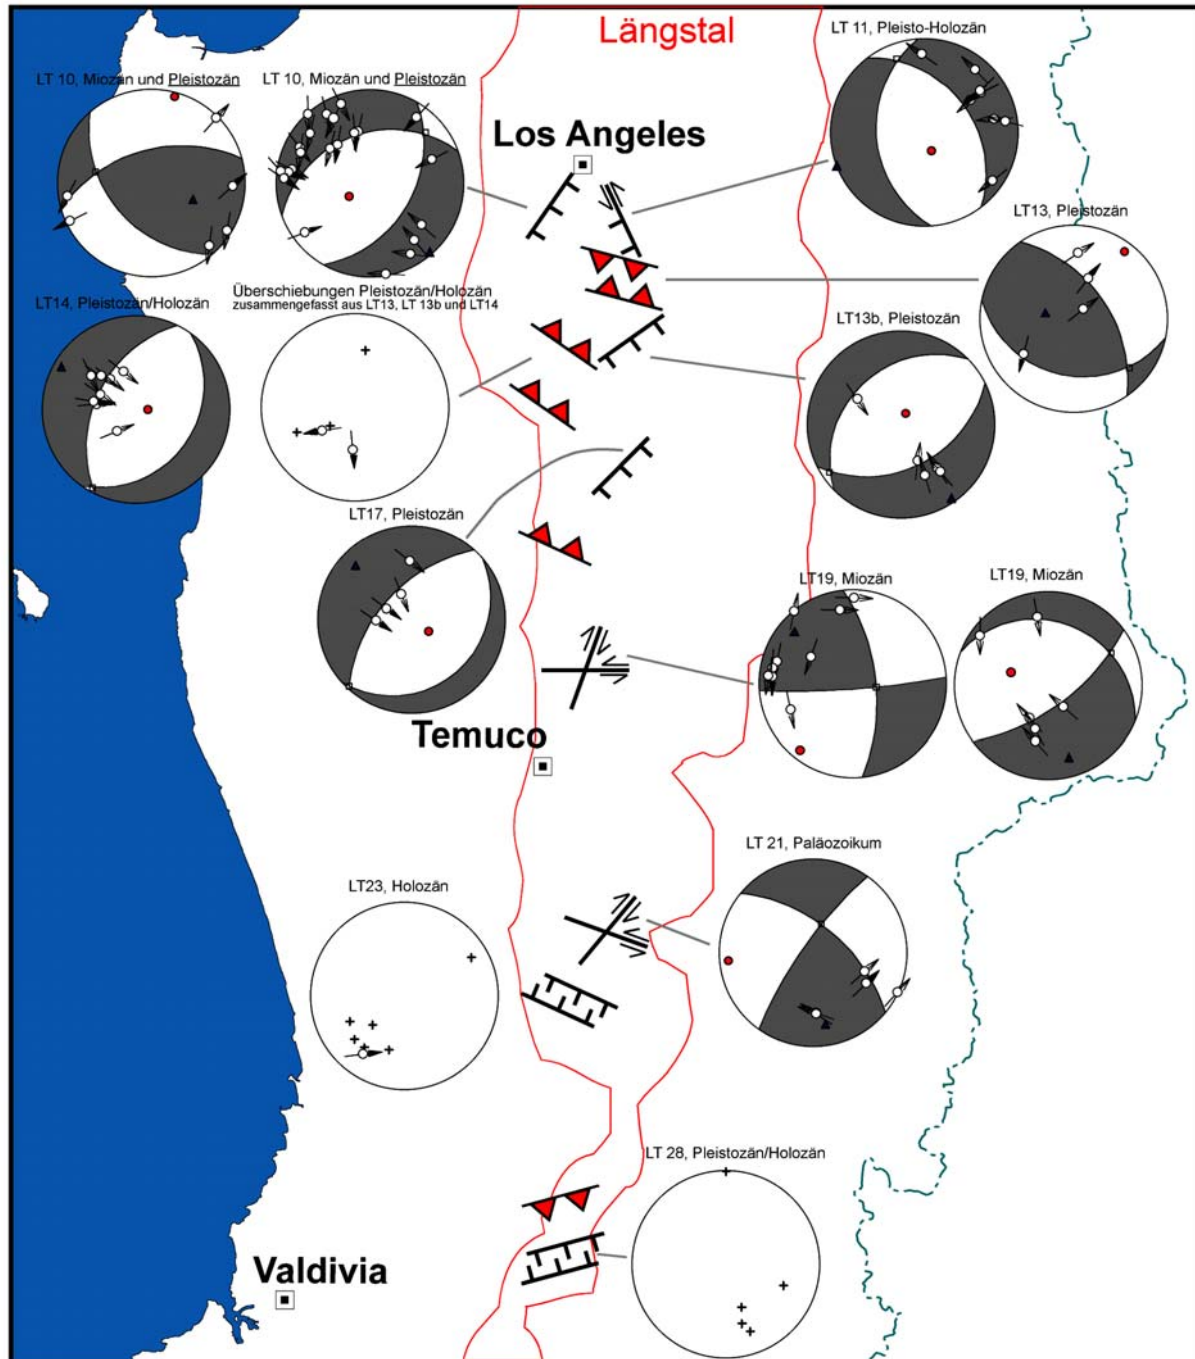 Längstal
LT 11, Pleisto-Holozän
LT 10, Miozän und Pleistozän
LT 10, Miozän und Pleistozän
Los Angeles
LT13, Pleistozän
LT14, Pleistozän/Holozän
Überschiebungen Pleistozän/Holozän
zusammengefasst aus LT13, LT 13b und LT14
LT13b, Pleistozän
LT17, Pleistozän
LT19, Miozän
LT19, Miozän
Temuco
LT 21, Paläozoikum
LT23, Holozän
LT 28, Pleistozän/Holozän
Valdivia